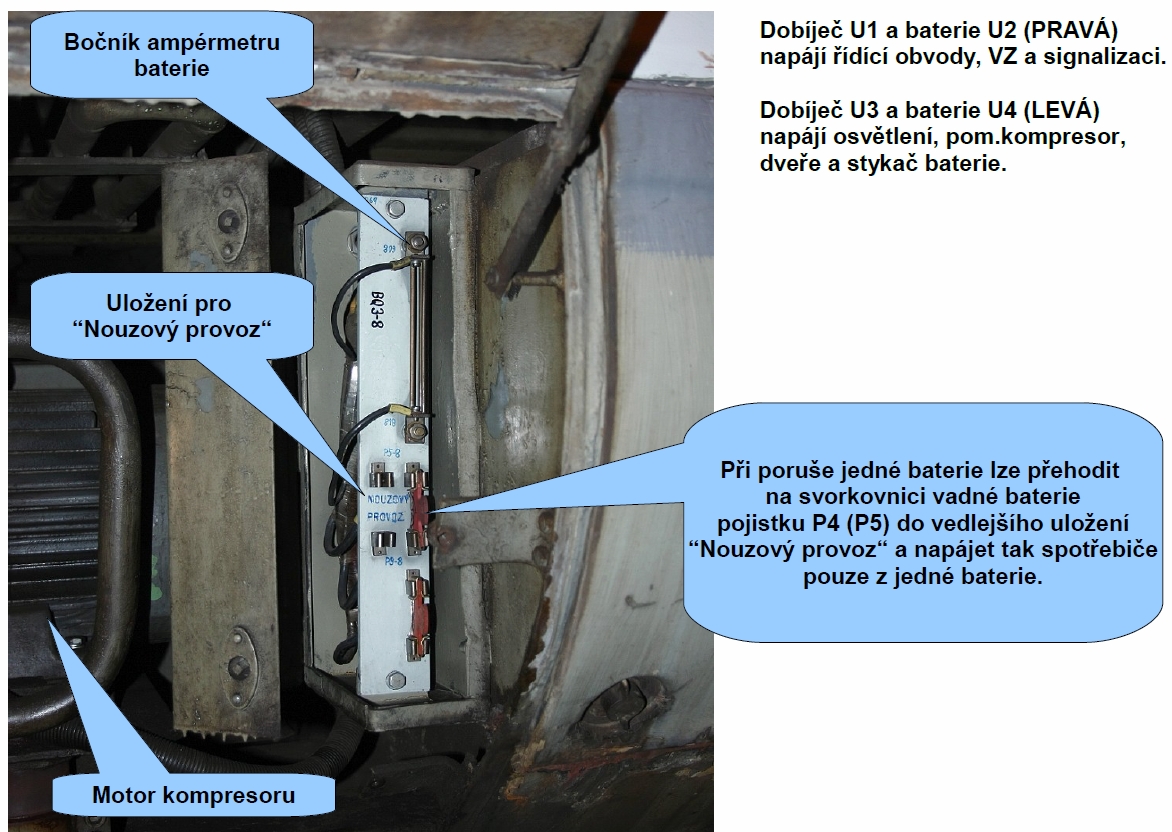 Bočník ampérmetru
baterie
Dobíječ U1 a baterie U2 (PRAVÁ)
napájí řídící obvody, VZ a signalizaci.
Dobíječ U3 a baterie U4 (LEVÁ)
napájí osvětlení, pom.kompresor,
dveře a stykač baterie.
Uložení pro
“Nouzový provoz“
BQ3-8
818
P5-8
NOUZOVÝ
PROVOZ
P9-8
Při poruše jedné baterie lze přehodit
na svorkovnici vadné baterie
pojistku P4 (P5) do vedlejšího uložení
“Nouzový provoz“ a napájet tak spotřebiče
pouze z jedné baterie.
Motor kompresoru